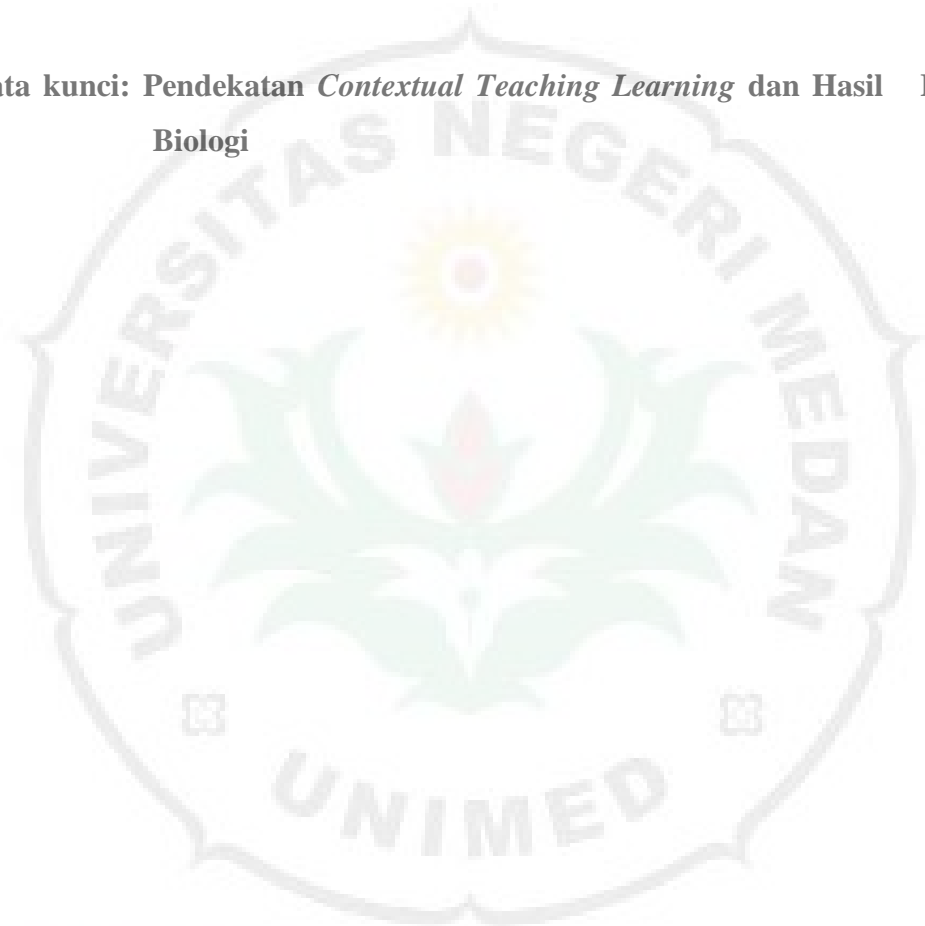 ata kunci: Pendekatan Contextual Teaching Learning dan Hasil
Biologi
UNIVERSITAS NEGERI MEDAN
UNIMED